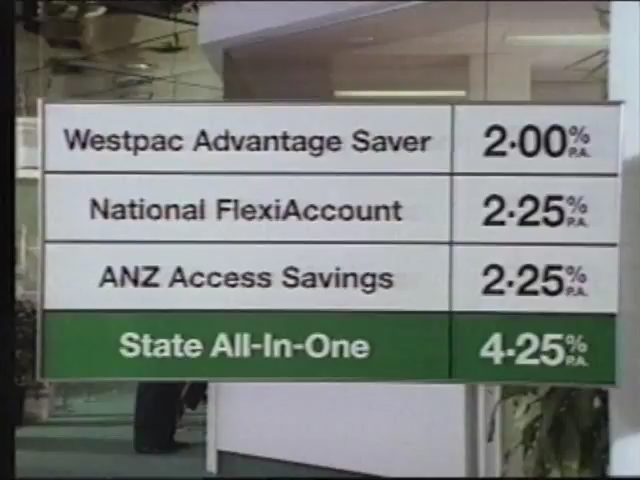 Westpac Advantage Saver 2·00% P.A.
National FlexiAccount 2·25% P.A.
ANZ Access Savings 2·25% P.A.
State All-In-One 4·25% P.A.